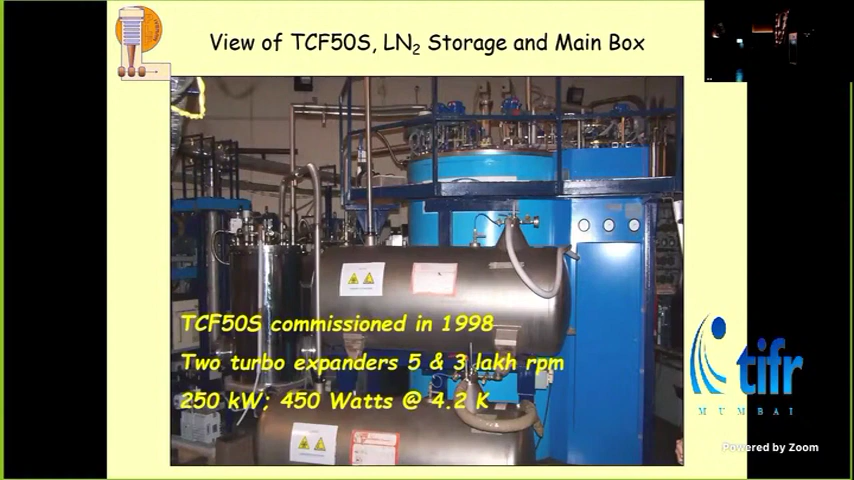 View of TCF50S, LN₂ Storage and Main Box
TCF50S commissioned in 1998
Two turbo expanders 5 & 3 lakh rpm
250 kW; 450 Watts @ 4.2 K
tifr
MUMBAI
Powered by Zoom